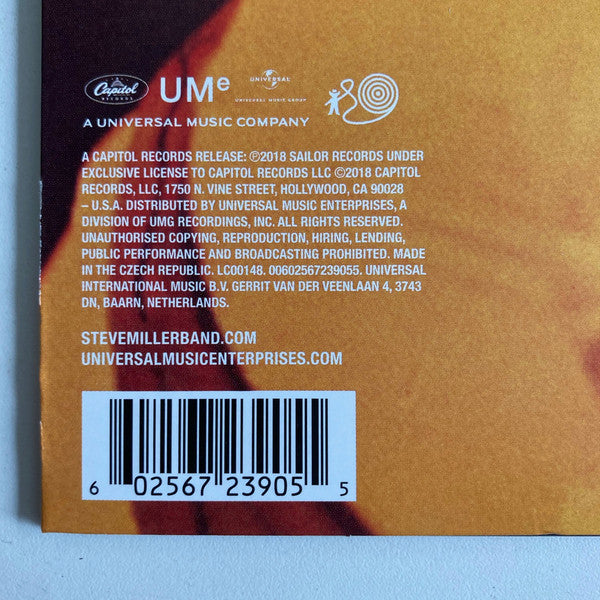 Capitol
RECORDS
UMe
UNIVERSAL
UNIVERSAL MUSIC GROUP
A UNIVERSAL MUSIC COMPANY
A CAPITOL RECORDS RELEASE: ℗2018 SAILOR RECORDS UNDER
EXCLUSIVE LICENSE TO CAPITOL RECORDS LLC ©2018 CAPITOL
RECORDS, LLC, 1750 N. VINE STREET, HOLLYWOOD, CA 90028
– U.S.A. DISTRIBUTED BY UNIVERSAL MUSIC ENTERPRISES, A
DIVISION OF UMG RECORDINGS, INC. ALL RIGHTS RESERVED.
UNAUTHORISED COPYING, REPRODUCTION, HIRING, LENDING,
PUBLIC PERFORMANCE AND BROADCASTING PROHIBITED. MADE
IN THE CZECH REPUBLIC. LC00148. 00602567239055. UNIVERSAL
INTERNATIONAL MUSIC B.V. GERRIT VAN DER VEENLAAN 4, 3743
DN, BAARN, NETHERLANDS.
STEVEMILLERBAND.COM
UNIVERSALMUSICENTERPRISES.COM
6 02567 23905 5